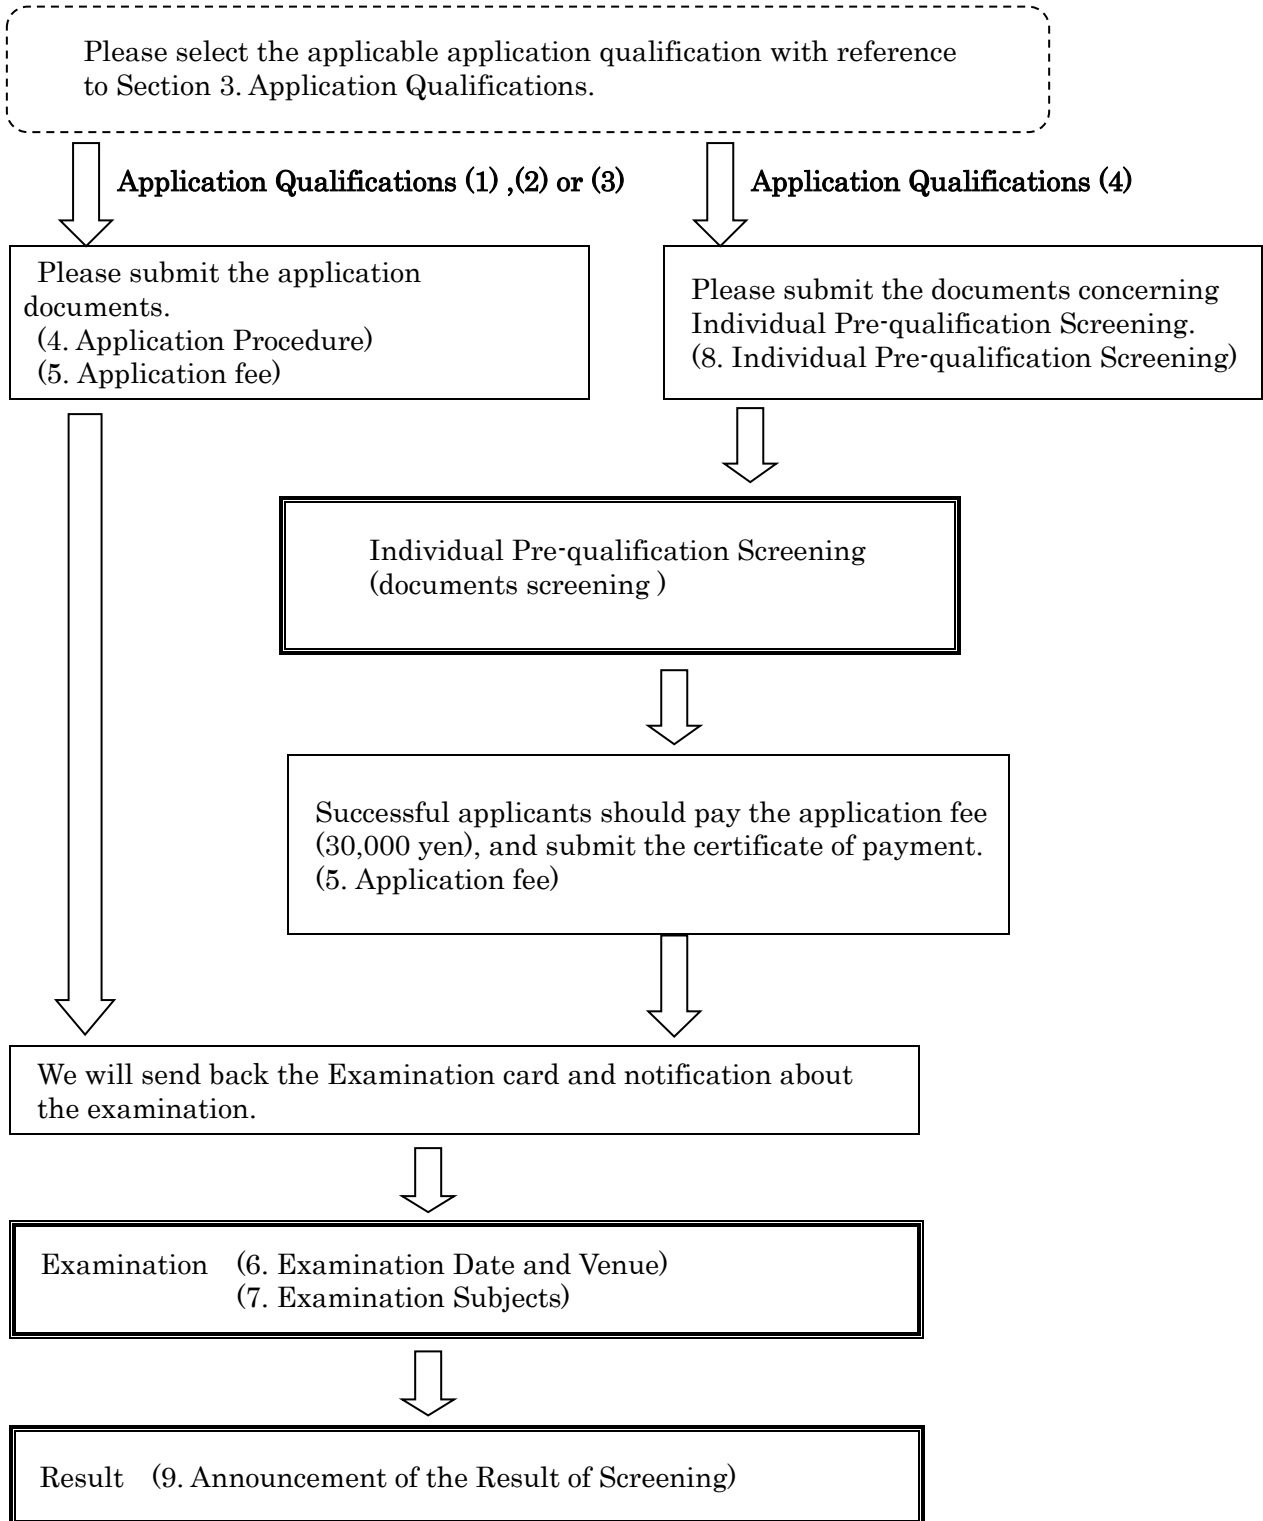 Please select the applicable application qualification with reference
to Section 3. Application Qualifications.
Application Qualifications (1) ,(2) or (3)
Application Qualifications (4)
Please submit the application
documents.
(4. Application Procedure)
(5. Application fee)
Please submit the documents concerning
Individual Pre-qualification Screening.
(8. Individual Pre-qualification Screening)
Individual Pre-qualification Screening
(documents screening )
Successful applicants should pay the application fee
(30,000 yen), and submit the certificate of payment.
(5. Application fee)
We will send back the Examination card and notification about
the examination.
Examination (6. Examination Date and Venue)
(7. Examination Subjects)
Result (9. Announcement of the Result of Screening)